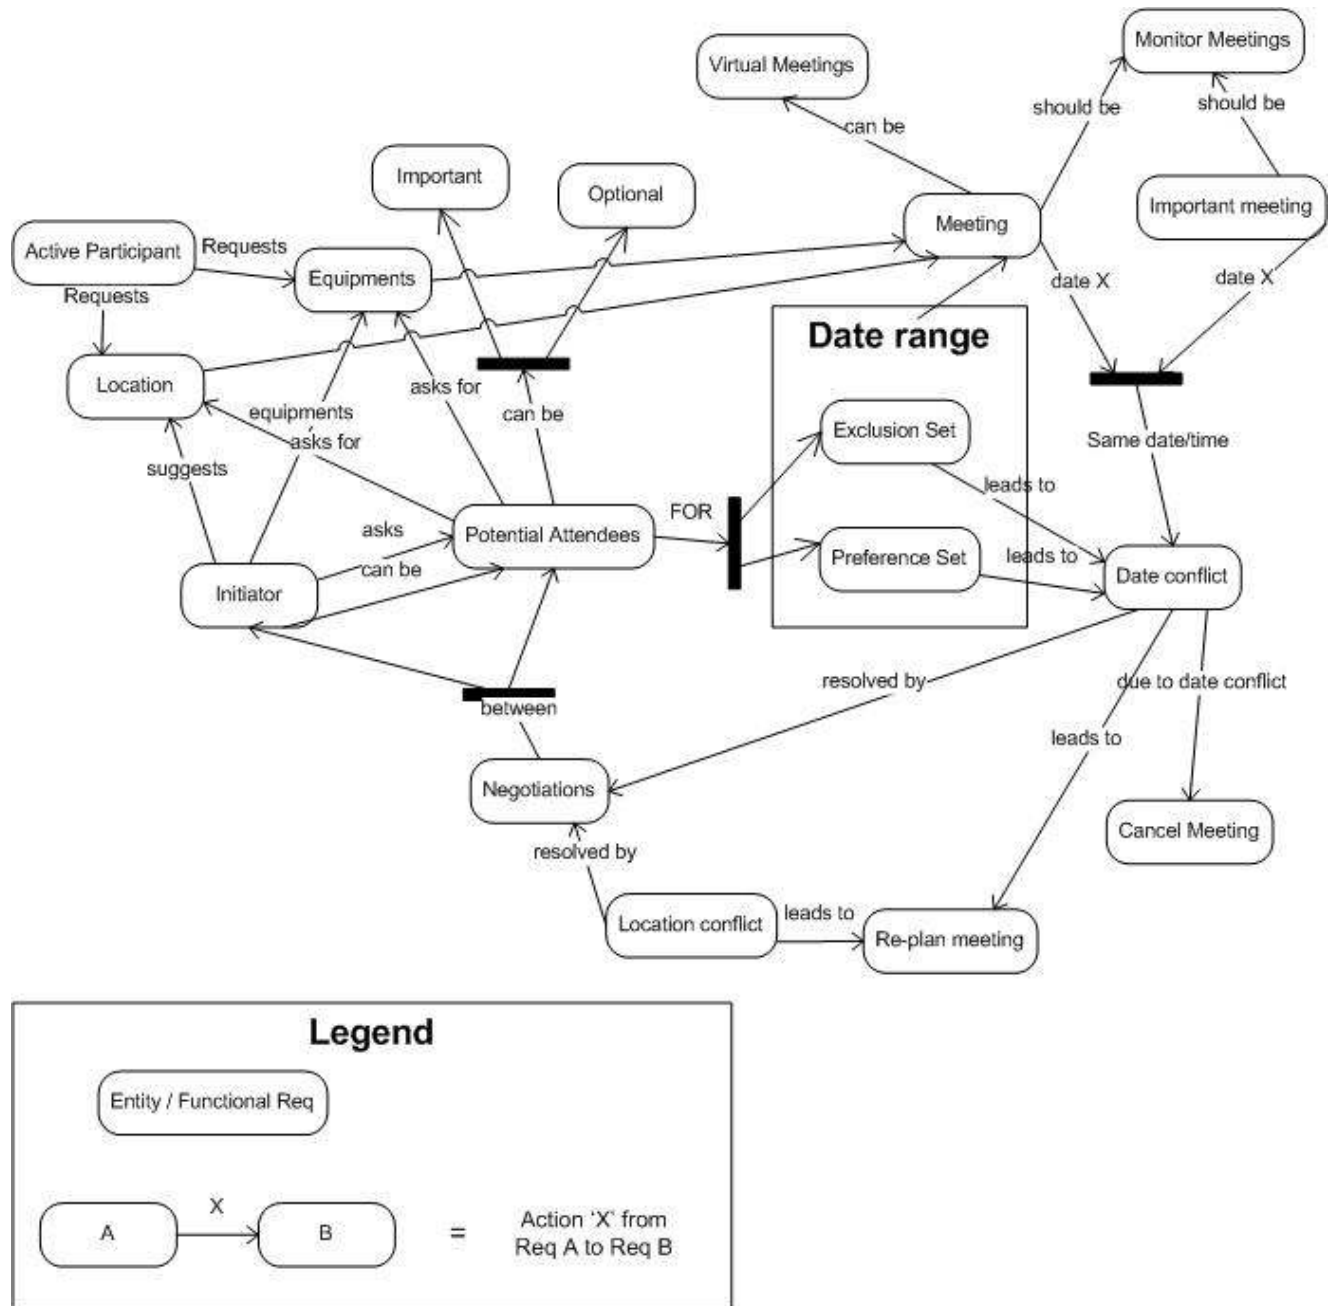 Monitor Meetings
Virtual Meetings
should be
should be
can be
Important
Optional
Important meeting
Meeting
Active Participant
Requests
Equipments
date X
date X
Requests
Date range
Location
asks for
equipments
can be
Exclusion Set
asks for
Same date/time
suggests
leads to
FOR
asks
Potential Attendees
leads to
can be
Preference Set
Date conflict
Initiator
resolved by
due to date conflict
between
leads to
Negotiations
Cancel Meeting
resolved by
leads to
Location conflict
Re-plan meeting
Legend
Entity / Functional Req
X
A
B
=
Action ‘X’ from
Req A to Req B